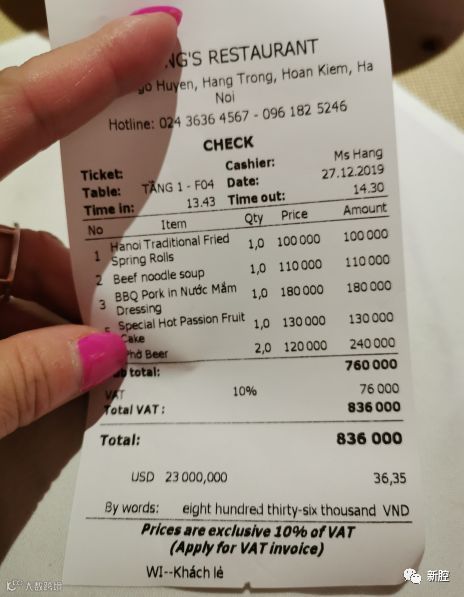 NG'S RESTAURANT
go Huyen, Hang Trong, Hoan Kiem, Ha
Noi
Hotline: 024 3636 4567 - 096 182 5246
CHECK
Ticket: Cashier: Ms Hang
Table: TẦNG 1 - F04 Date: 27.12.2019
Time in: 13.43 Time out: 14.30
No Item Qty Price Amount
1 Hanoi Traditional Fried Spring Rolls 1,0 100 000 100 000
2 Beef noodle soup 1,0 110 000 110 000
3 BBQ Pork in Nước Mắm Dressing 1,0 180 000 180 000
5 Special Hot Passion Fruit Cake 1,0 130 000 130 000
Phở Beer 2,0 120 000 240 000
b total: 760 000
VAT 10% 76 000
Total VAT : 836 000
Total: 836 000
USD 23 000,000 36,35
By words: eight hundred thirty-six thousand VND
Prices are exclusive 10% of VAT
(Apply for VAT invoice)
WI--Khách lẻ
新腔
大数跨境